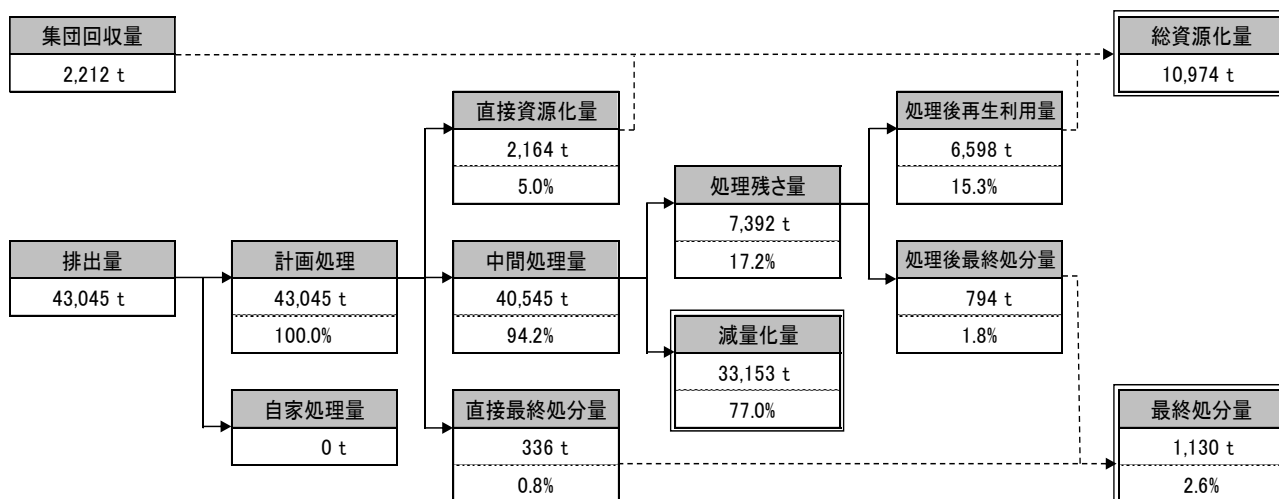 集団回収量
2,212 t
総資源化量
10,974 t
直接資源化量
2,164 t
5.0%
処理後再生利用量
6,598 t
15.3%
処理残さ量
7,392 t
17.2%
排出量
43,045 t
計画処理
43,045 t
100.0%
中間処理量
40,545 t
94.2%
処理後最終処分量
794 t
1.8%
減量化量
33,153 t
77.0%
自家処理量
0 t
直接最終処分量
336 t
0.8%
最終処分量
1,130 t
2.6%